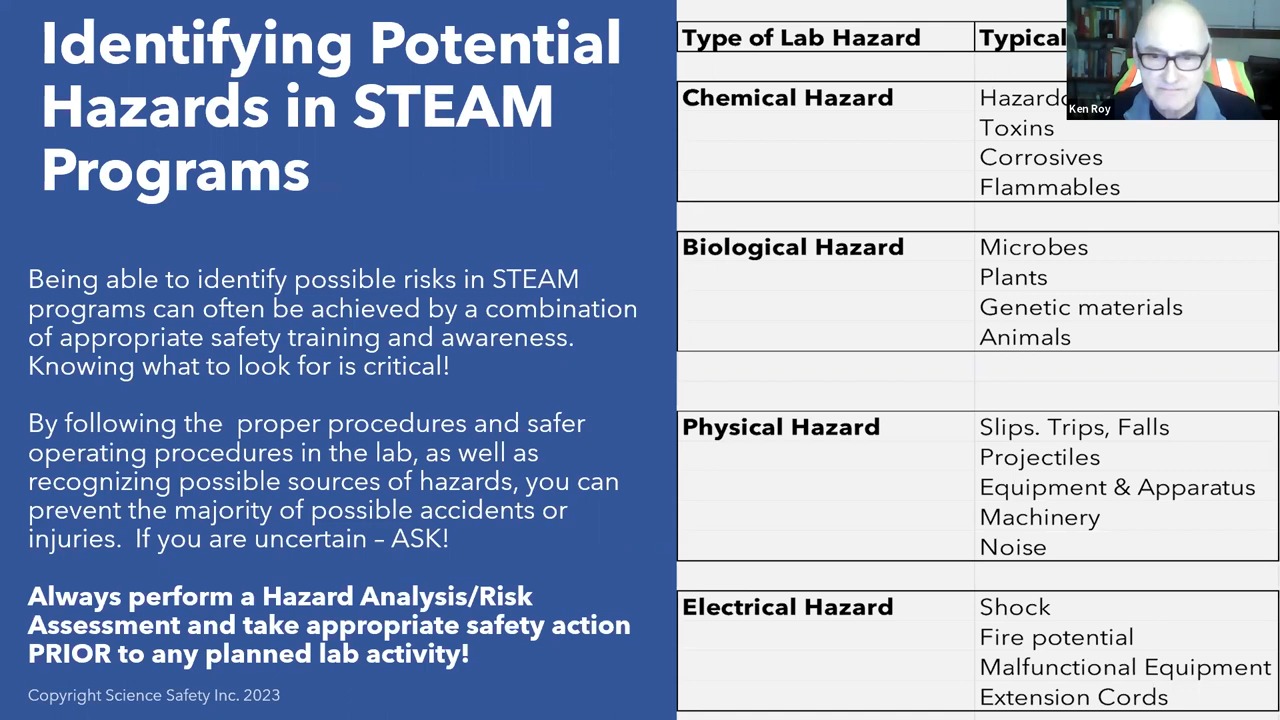 Identifying Potential
Hazards in STEAM
Programs
Being able to identify possible risks in STEAM
programs can often be achieved by a combination
of appropriate safety training and awareness.
Knowing what to look for is critical!
By following the  proper procedures and safer
operating procedures in the lab, as well as
recognizing possible sources of hazards, you can
prevent the majority of possible accidents or
injuries.  If you are uncertain – ASK!
Always perform a Hazard Analysis/Risk
Assessment and take appropriate safety action
PRIOR to any planned lab activity!
Copyright Science Safety Inc. 2023
Type of Lab Hazard Typical
Chemical Hazard
Toxins
Corrosives
Flammables
Biological Hazard Microbes
Plants
Genetic materials
Animals
Physical Hazard Slips. Trips, Falls
Projectiles
Equipment & Apparatus
Machinery
Noise
Electrical Hazard Shock
Fire potential
Malfunctional Equipment
Extension Cords
Ken Roy